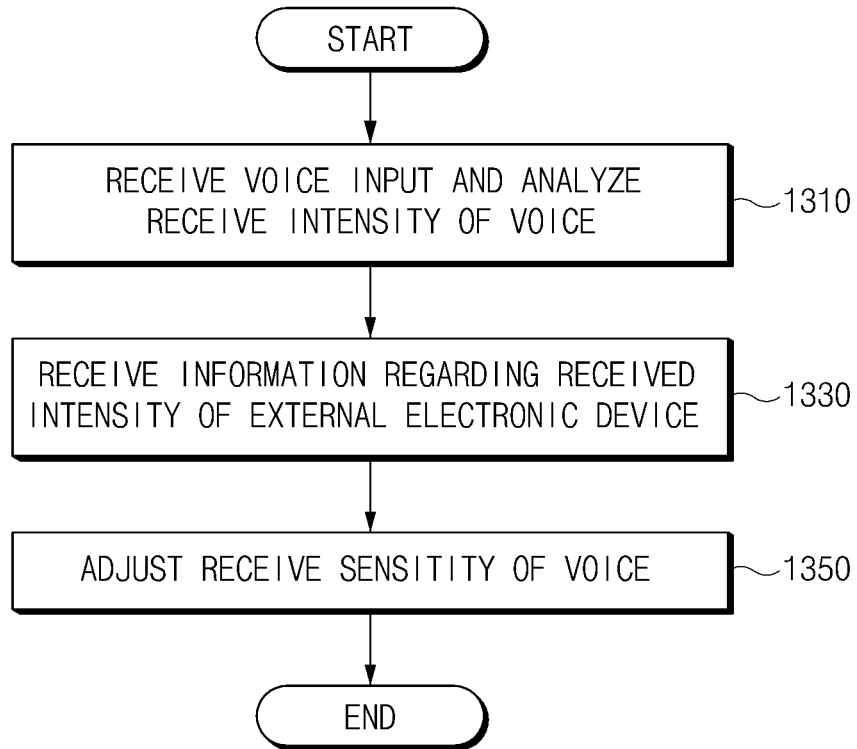 START
RECEIVE VOICE INPUT AND ANALYZE
RECEIVE INTENSITY OF VOICE
1310
RECEIVE INFORMATION REGARDING RECEIVED
INTENSITY OF EXTERNAL ELECTRONIC DEVICE
1330
ADJUST RECEIVE SENSITITY OF VOICE
1350
END